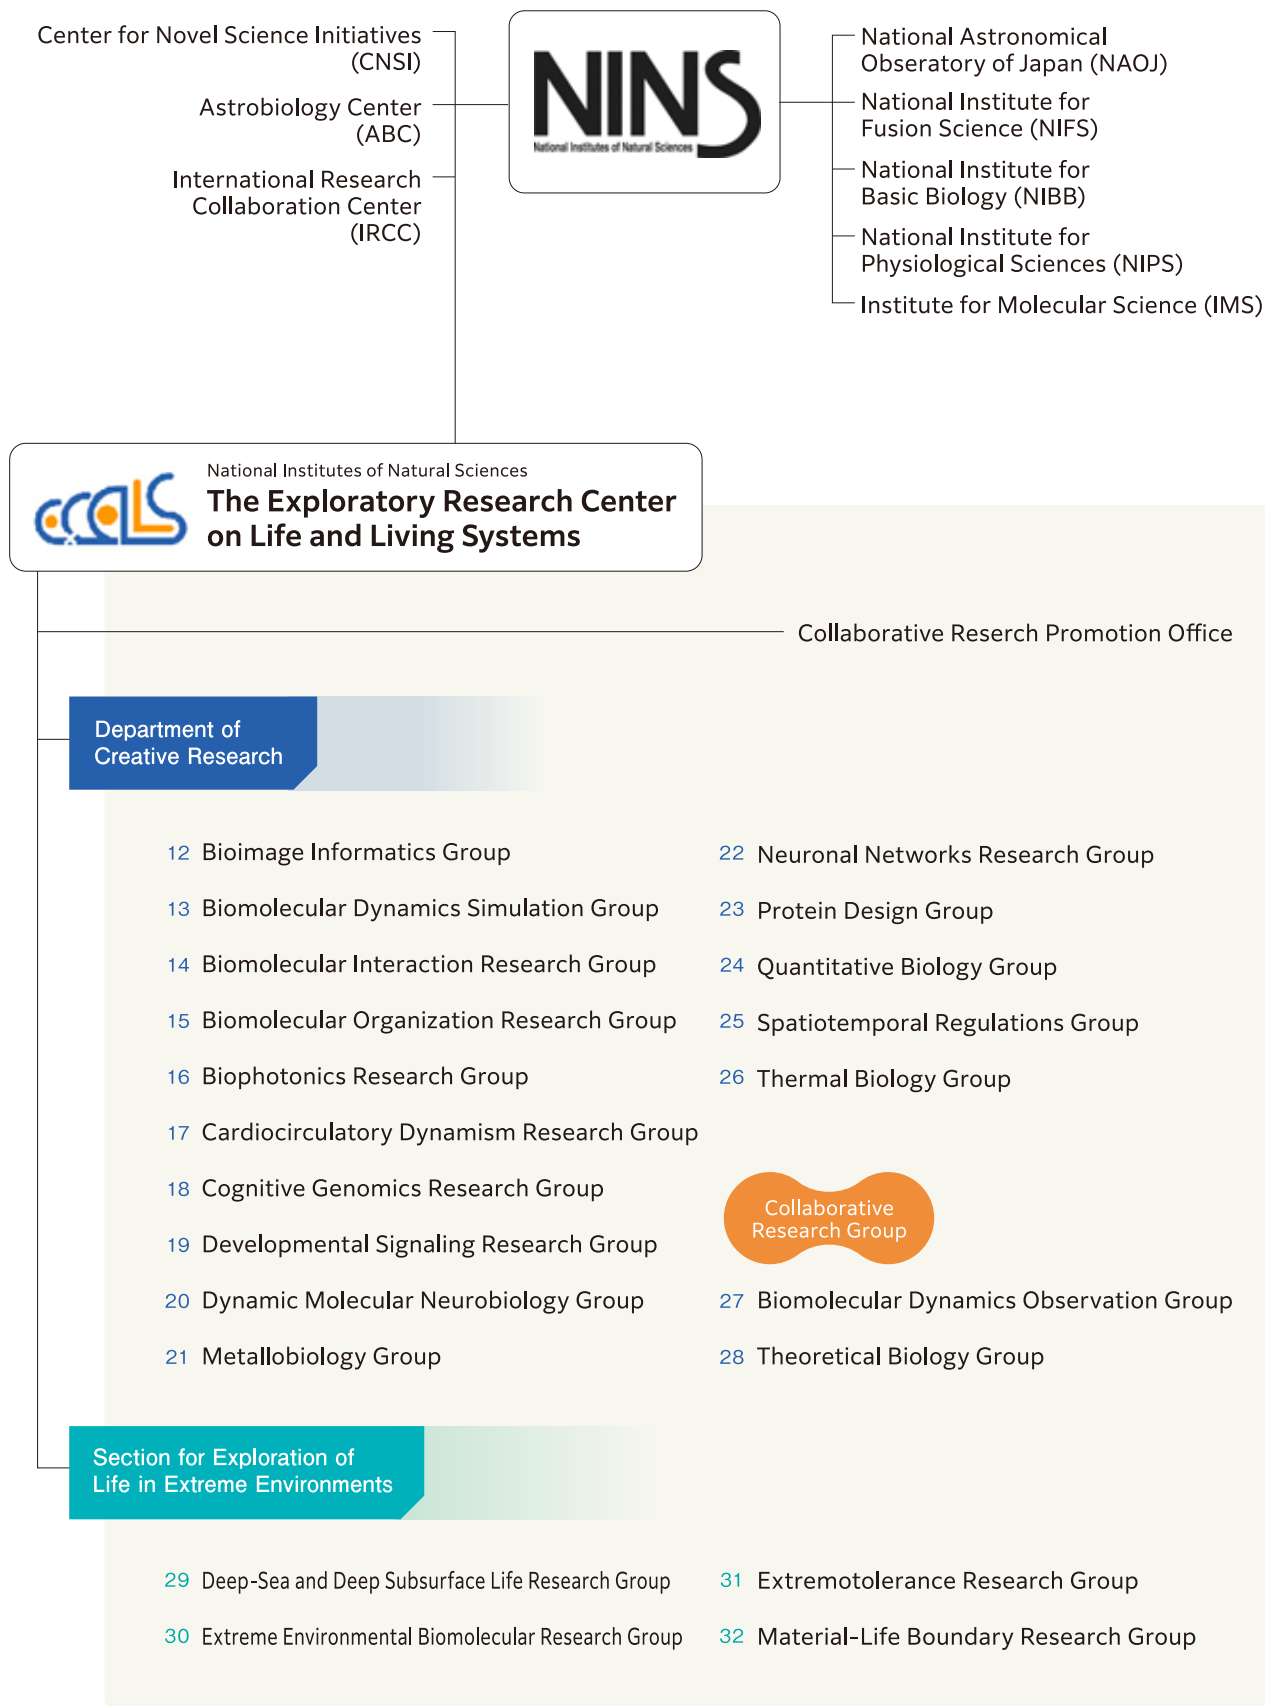 Center for Novel Science Initiatives
(CNSI)
Astrobiology Center
(ABC)
International Research
Collaboration Center
(IRCC)
NINS
National Institutes of Natural Sciences
National Astronomical
Obseratory of Japan (NAOJ)
National Institute for
Fusion Science (NIFS)
National Institute for
Basic Biology (NIBB)
National Institute for
Physiological Sciences (NIPS)
Institute for Molecular Science (IMS)
ExCELLS
National Institutes of Natural Sciences
The Exploratory Research Center
on Life and Living Systems
Collaborative Reserch Promotion Office
Department of
Creative Research
12 Bioimage Informatics Group
13 Biomolecular Dynamics Simulation Group
14 Biomolecular Interaction Research Group
15 Biomolecular Organization Research Group
16 Biophotonics Research Group
17 Cardiocirculatory Dynamism Research Group
18 Cognitive Genomics Research Group
19 Developmental Signaling Research Group
20 Dynamic Molecular Neurobiology Group
21 Metallobiology Group
22 Neuronal Networks Research Group
23 Protein Design Group
24 Quantitative Biology Group
25 Spatiotemporal Regulations Group
26 Thermal Biology Group
Collaborative
Research Group
27 Biomolecular Dynamics Observation Group
28 Theoretical Biology Group
Section for Exploration of
Life in Extreme Environments
29 Deep-Sea and Deep Subsurface Life Research Group
30 Extreme Environmental Biomolecular Research Group
31 Extremotolerance Research Group
32 Material-Life Boundary Research Group